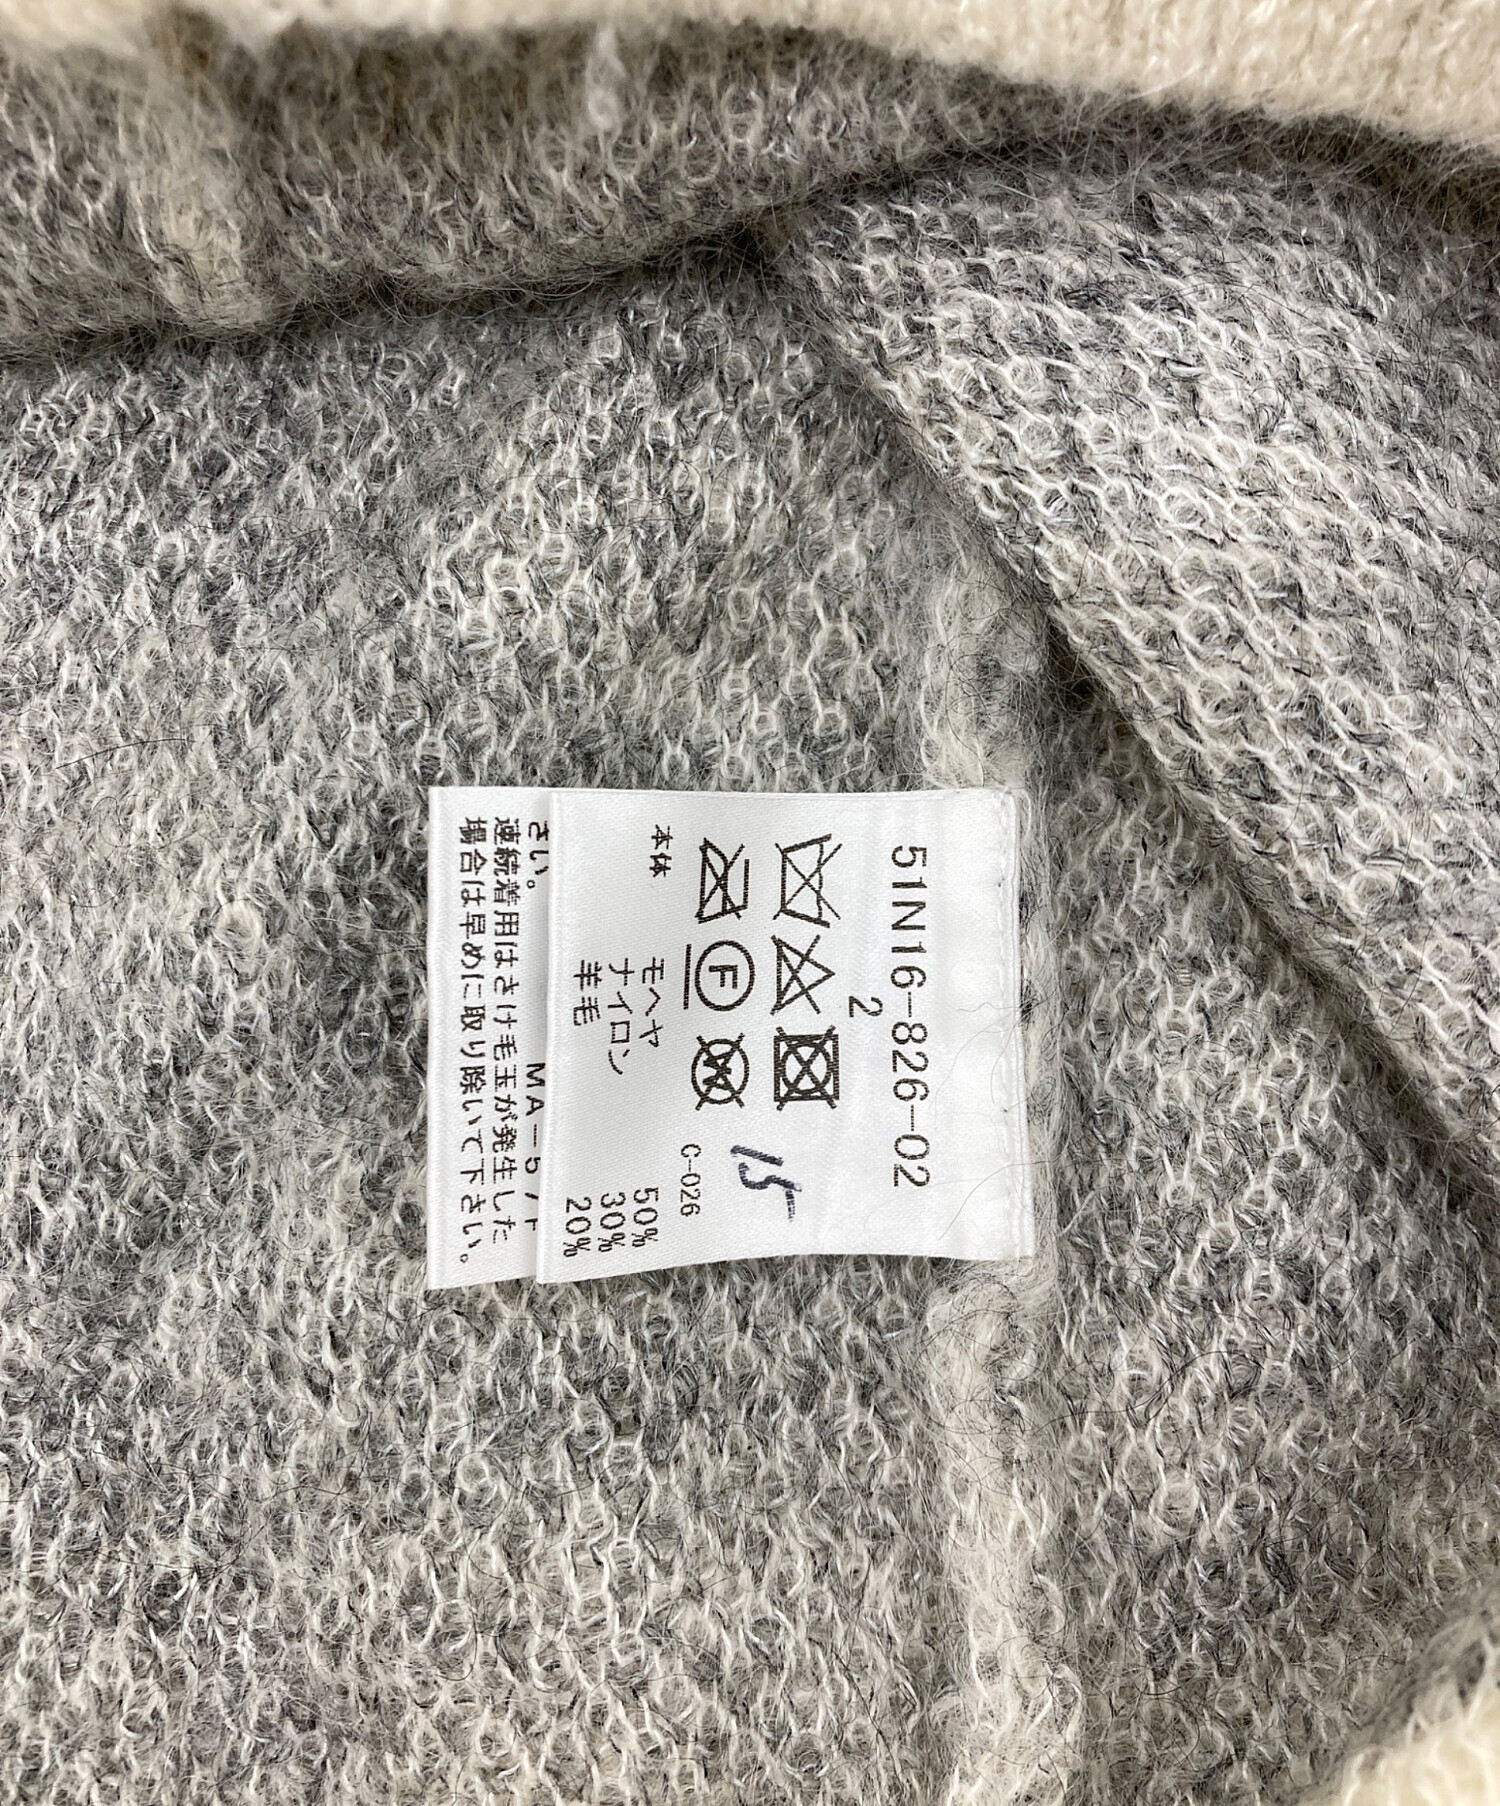 51N16-826-02
2
15
C-026
本体
モヘヤ 50%
ナイロン 30%
羊毛 20%
さい。
連続着用はさけ毛玉が発生した
場合は早めに取り除いて下さい。